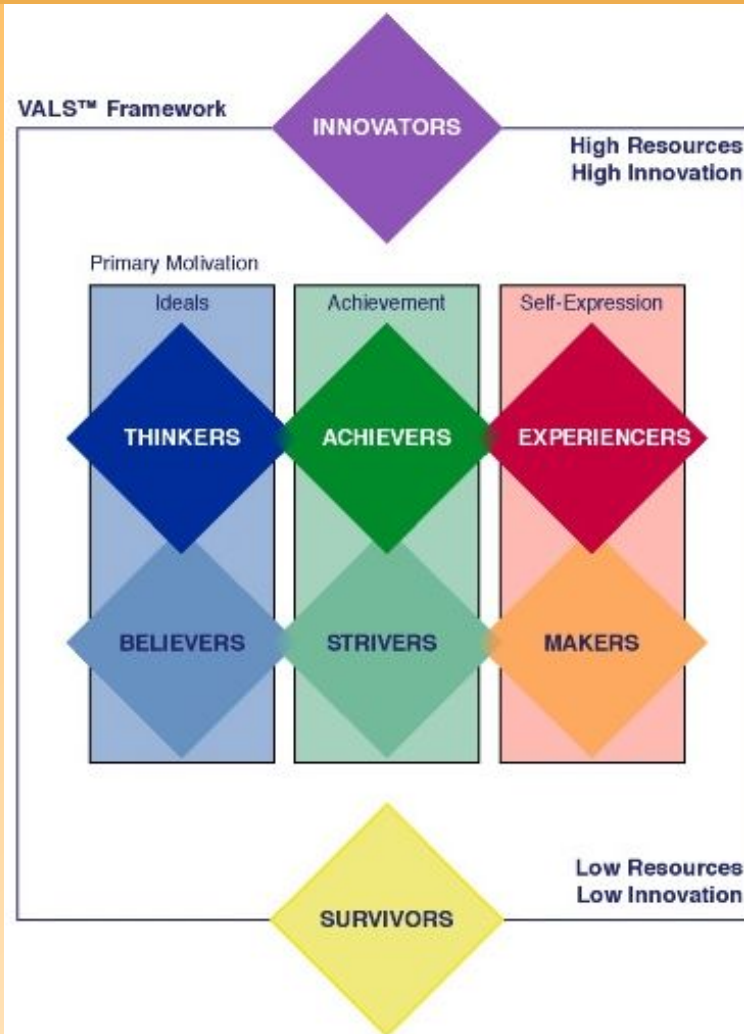 VALS™ Framework
INNOVATORS
High Resources
High Innovation
Primary Motivation
Ideals
Achievement
Self-Expression
THINKERS
ACHIEVERS
EXPERIENCERS
BELIEVERS
STRIVERS
MAKERS
Low Resources
Low Innovation
SURVIVORS